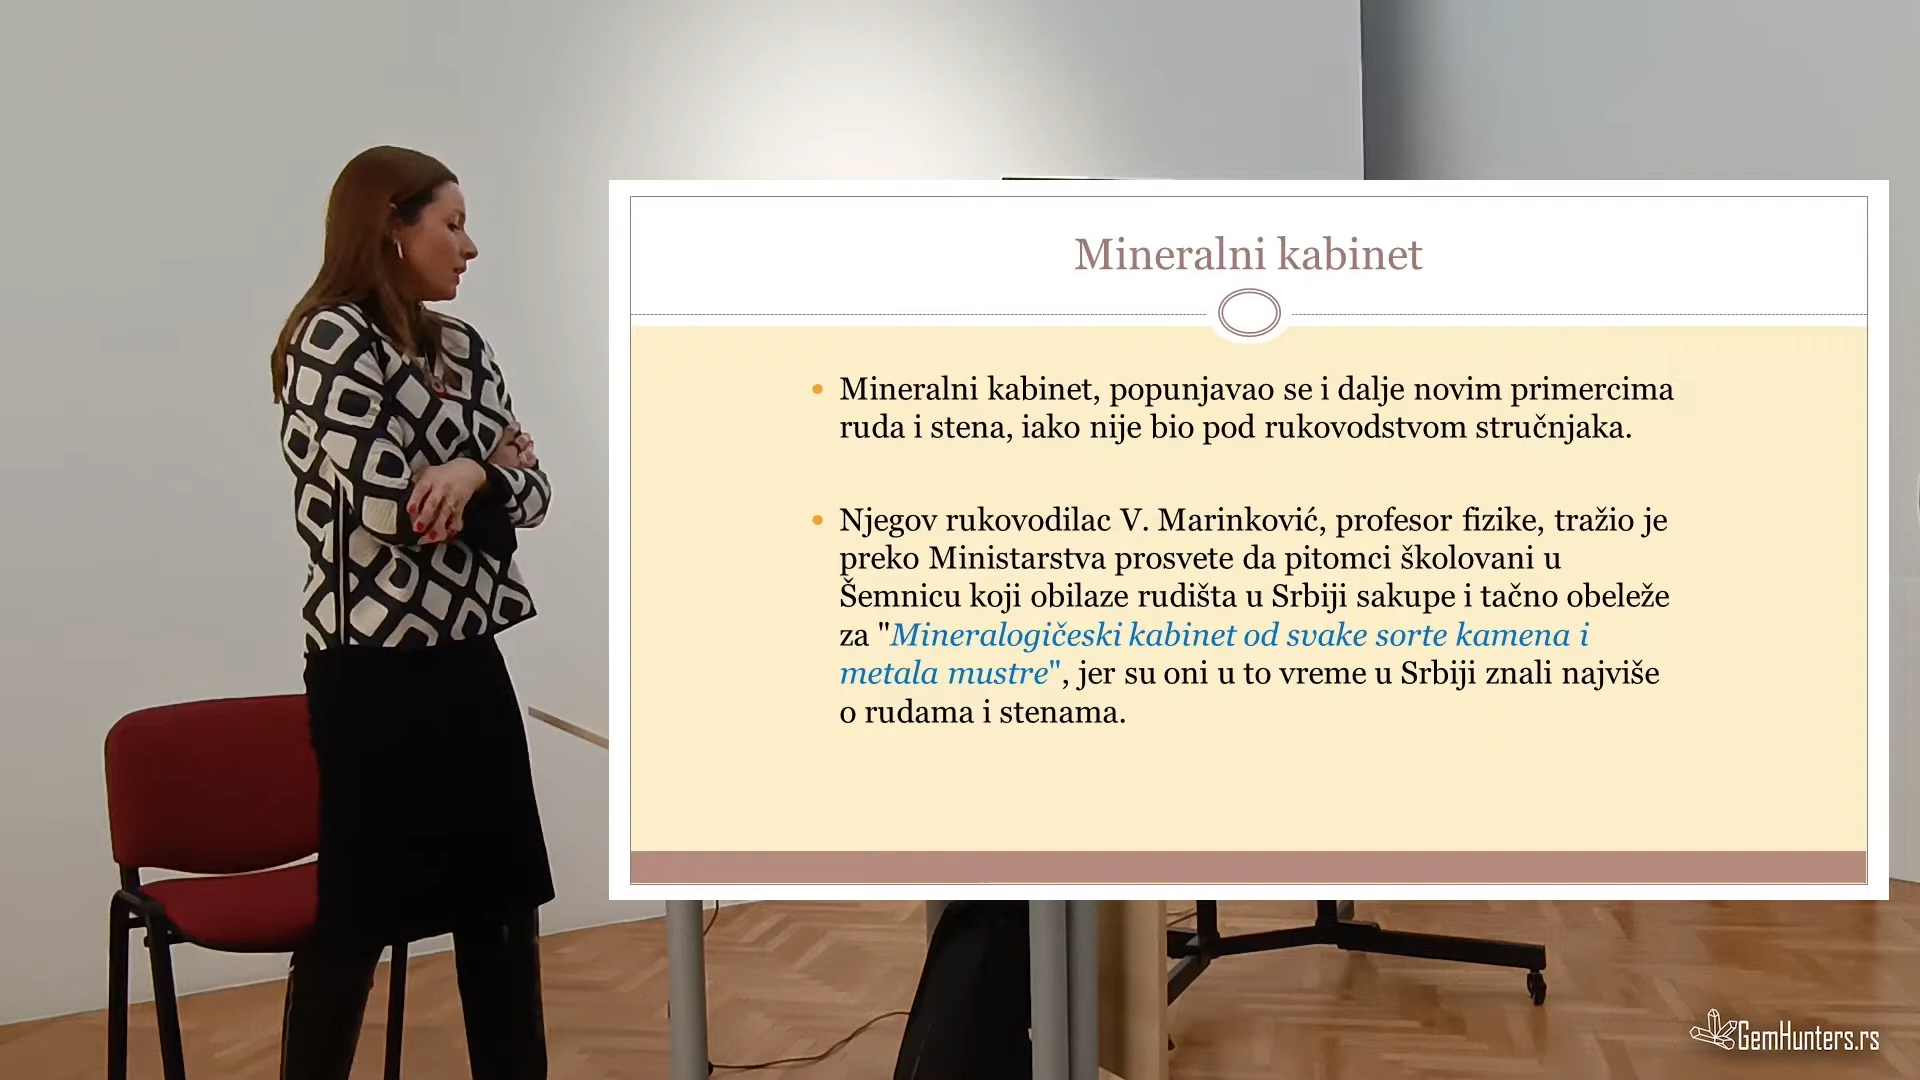 Mineralni kabinet
• Mineralni kabinet, popunjavao se i dalje novim primercima
ruda i stena, iako nije bio pod rukovodstvom stručnjaka.
• Njegov rukovodilac V. Marinković, profesor fizike, tražio je
preko Ministarstva prosvete da pitomci školovani u
Šemnicu koji obilaze rudišta u Srbiji sakupe i tačno obeleže
za "Mineralogičeski kabinet od svake sorte kamena i
metala mustre", jer su oni u to vreme u Srbiji znali najviše
o rudama i stenama.
GemHunters.rs